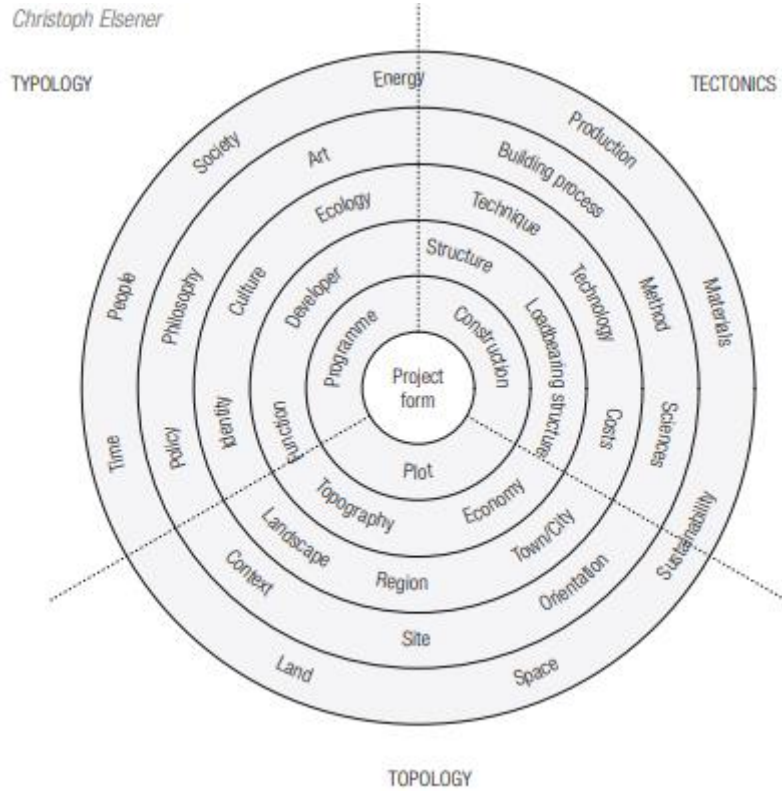 Christoph Elsener
TYPOLOGY
TECTONICS
Energy
Society
Production
Art
Building process
Ecology
Technique
People
Philosophy
Culture
Developer
Structure
Technology
Method
Materials
Programme
Construction
Loadbearing structure
Project
form
Time
Policy
Identity
Function
Costs
Sciences
Plot
Topography
Economy
Landscape
Region
Town/City
Context
Site
Orientation
Sustainability
Land
Space
TOPOLOGY